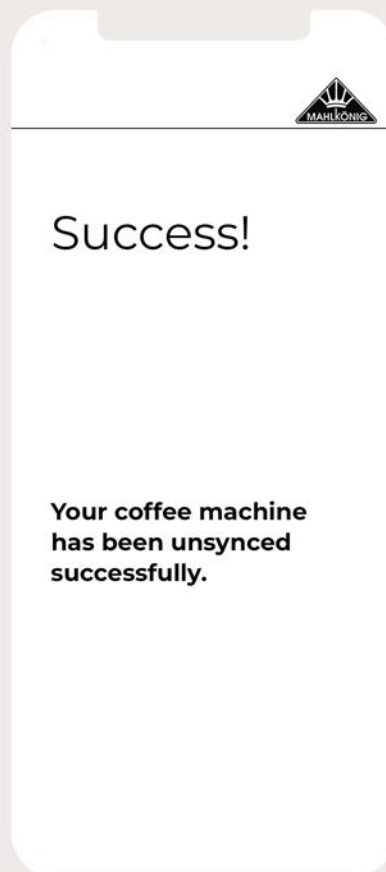 MAHLKÖNIG
Success!
Your coffee machine
has been unsynced
successfully.